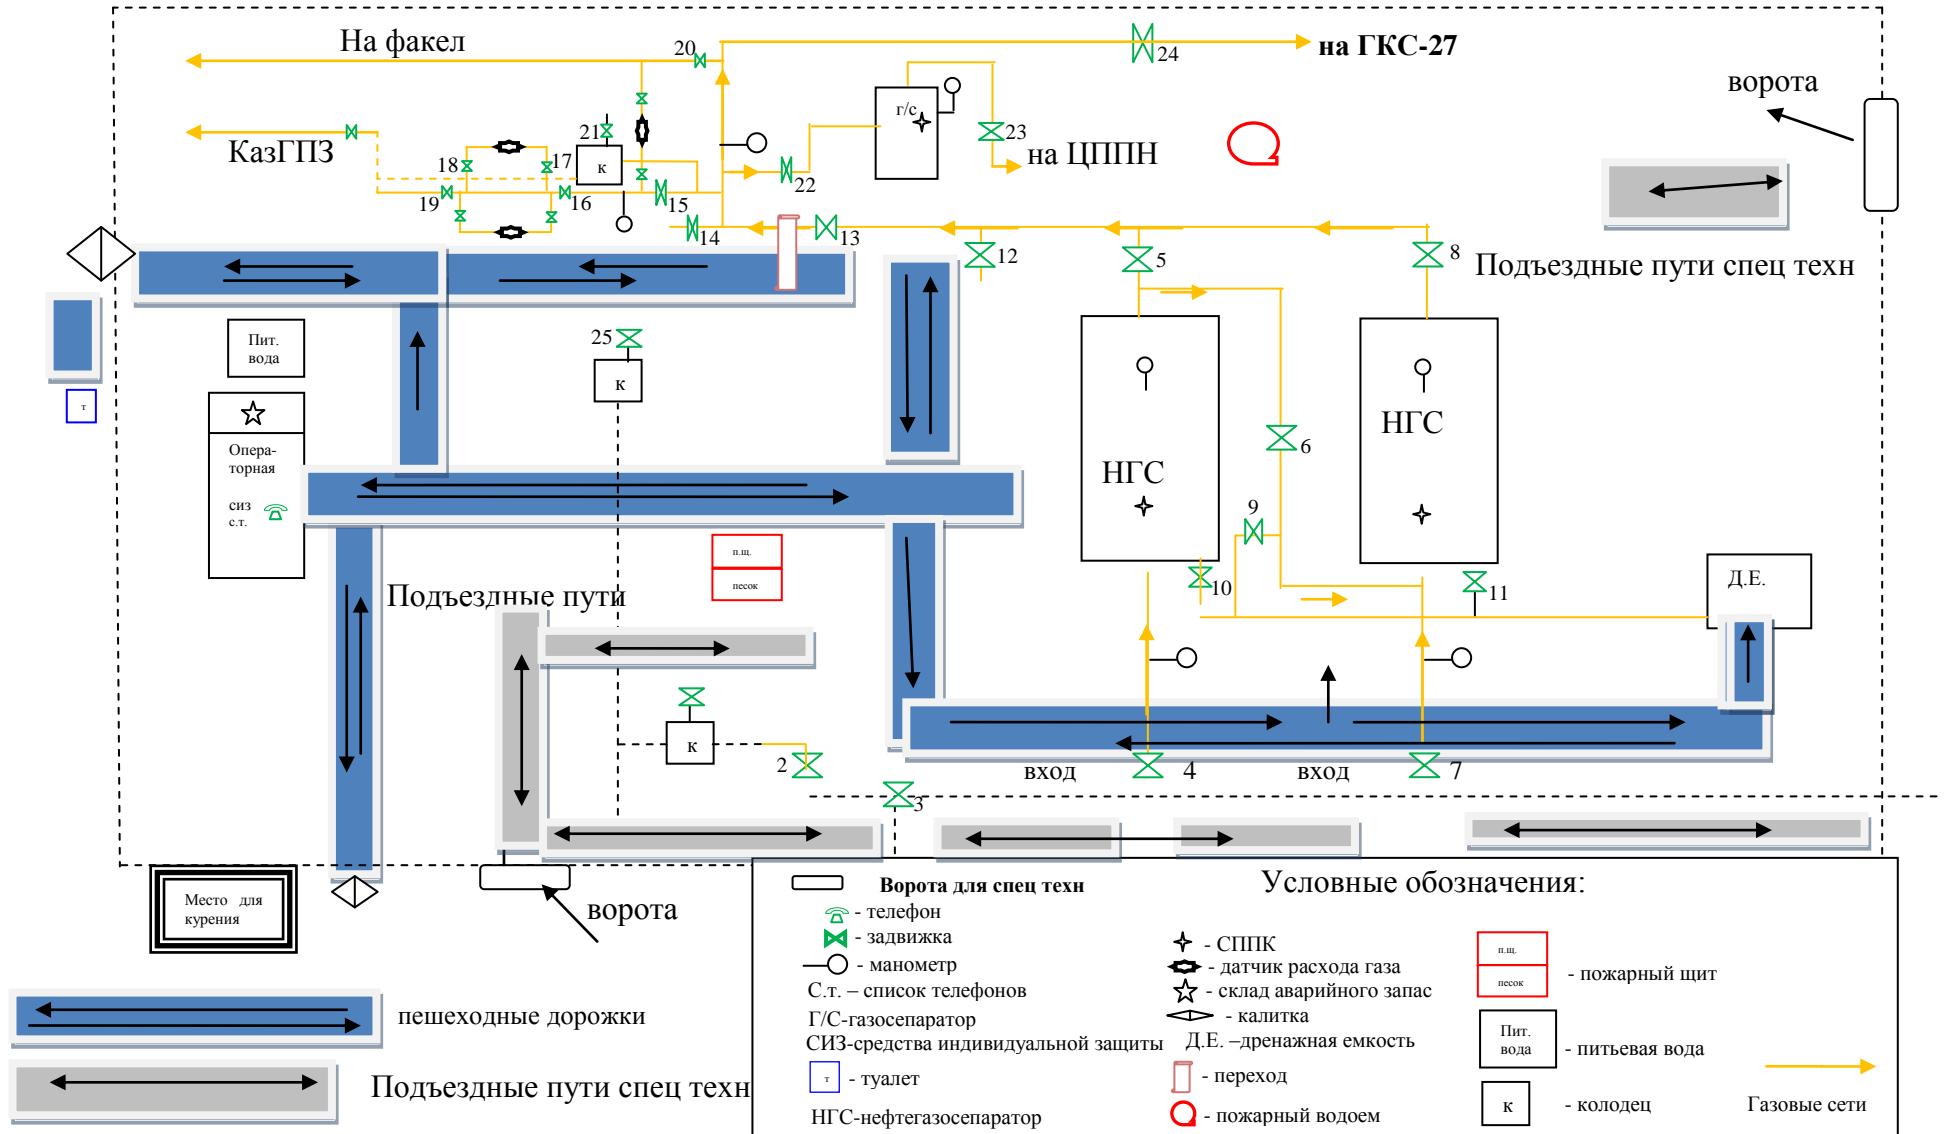 На факел
20
24
на ГКС-27
ворота
г/с
21
23
КазГПЗ
18
17
к
на ЦППН
22
19
16
15
14
13
12
5
8
Подъездные пути спец техн
25
Пит.
вода
к
т
Опера-
торная
сиз
с.т.
НГС
НГС
6
9
п.щ.
песок
10
11
Д.Е.
Подъездные пути
к
2
вход
4
вход
7
3
Место для
курения
ворота
Условные обозначения:
Ворота для спец техн
- телефон
- задвижка
- манометр
С.т. – список телефонов
Г/С-газосепаратор
СИЗ-средства индивидуальной защиты
т
- туалет
НГС-нефтегазосепаратор
- СППК
- датчик расхода газа
- склад аварийного запас
- калитка
Д.Е. –дренажная емкость
- переход
- пожарный водоем
п.щ.
песок
- пожарный щит
Пит.
вода
- питьевая вода
к
- колодец
Газовые сети
пешеходные дорожки
Подъездные пути спец техн